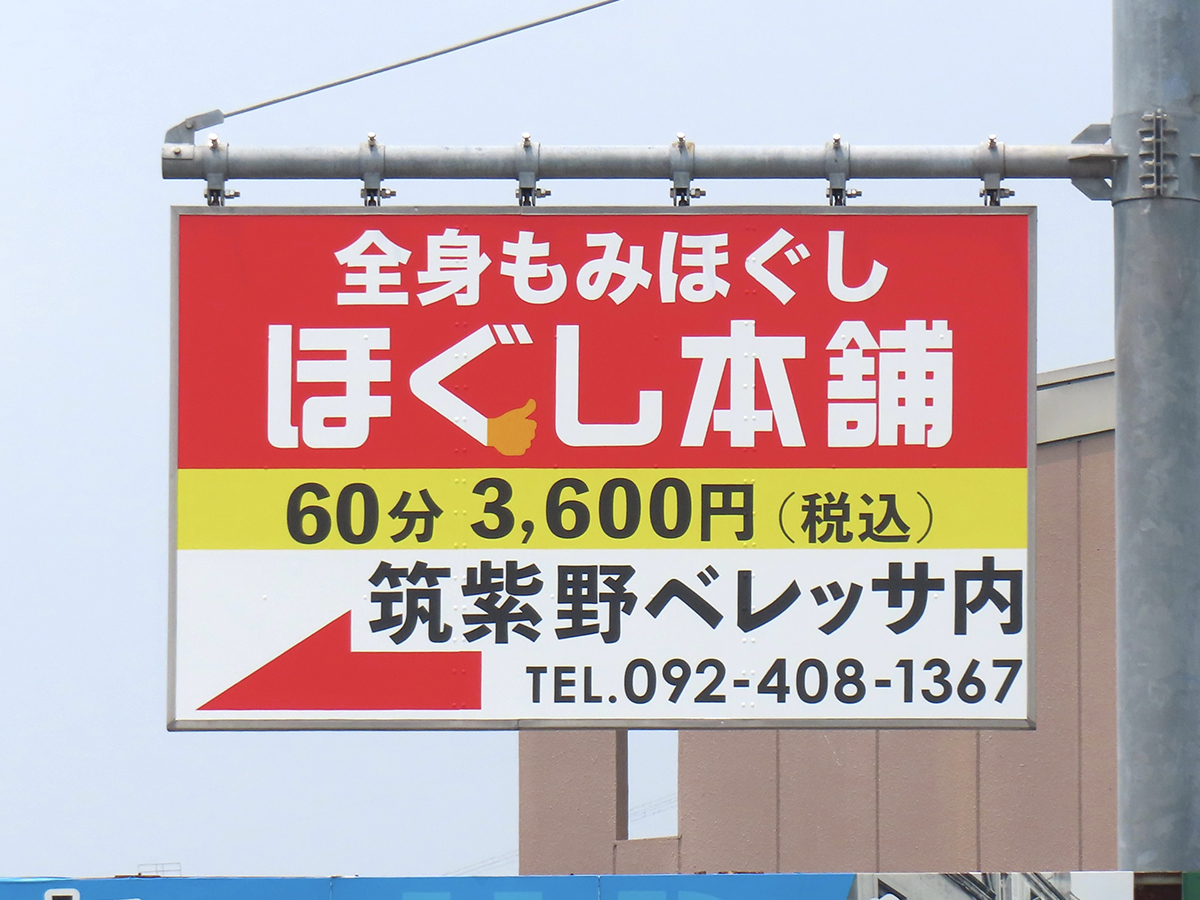 全身もみほぐし
ほぐし本舗
60分 3,600円（税込）
筑紫野ベレッサ内
TEL.092-408-1367